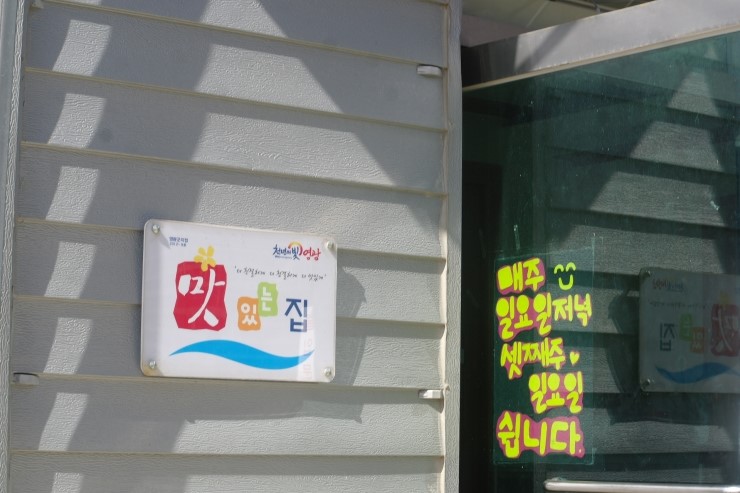 천년의 빛 영광
맛있는 집
매주
일요일저녁
셋째주
일요일
쉽니다.